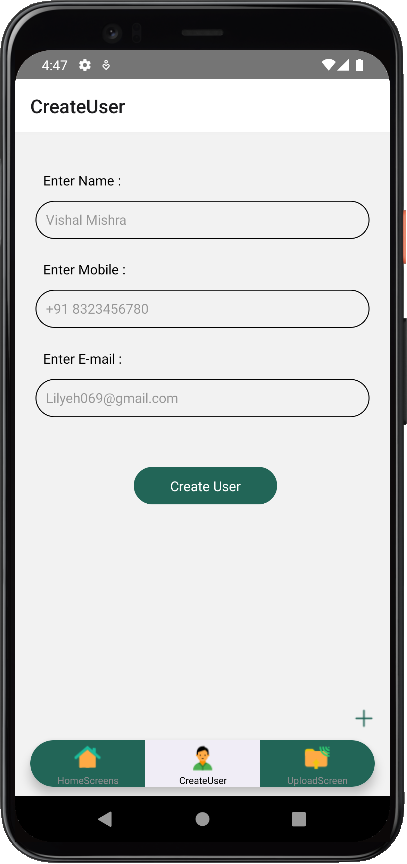 4:47
CreateUser
Enter Name :
Vishal Mishra
Enter Mobile :
+91 8323456780
Enter E-mail :
Lilyeh069@gmail.com
Create User
HomeScreens CreateUser UploadScreen